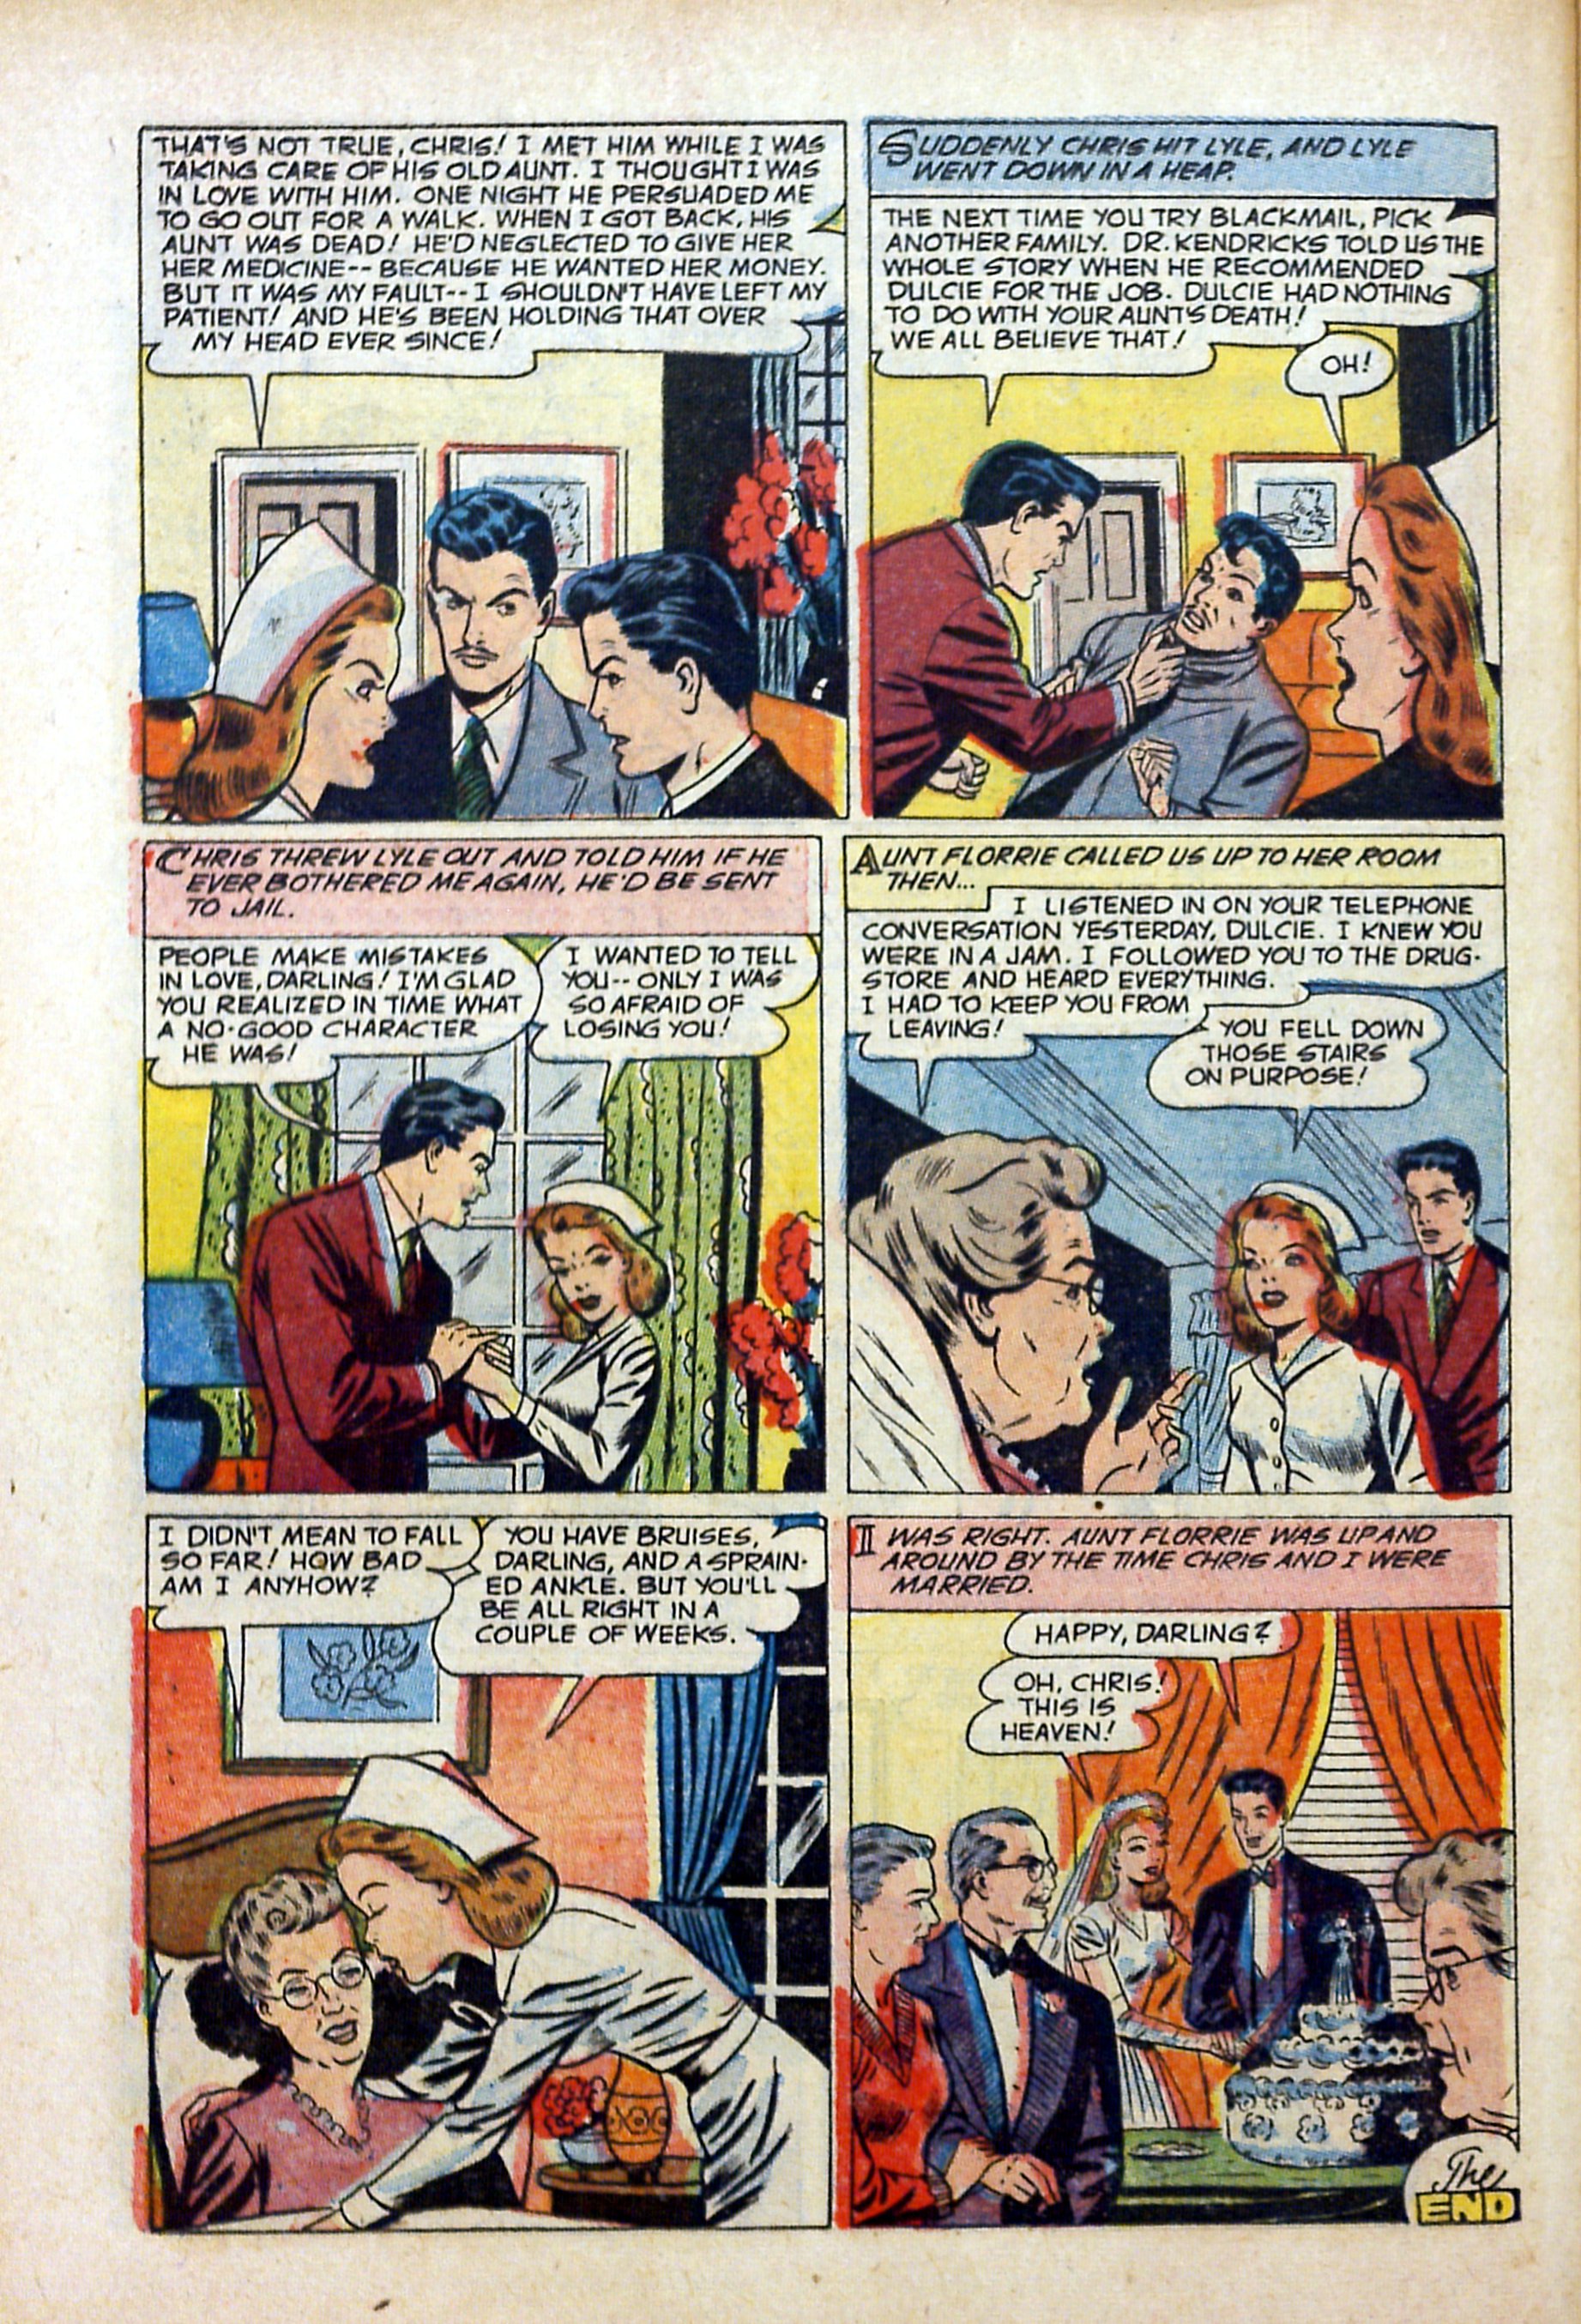 THAT'S NOT TRUE, CHRIS! I MET HIM WHILE I WAS
TAKING CARE OF HIS OLD AUNT. I THOUGHT I WAS
IN LOVE WITH HIM. ONE NIGHT HE PERSUADED ME
TO GO OUT FOR A WALK. WHEN I GOT BACK, HIS
AUNT WAS DEAD! HE'D NEGLECTED TO GIVE HER
HER MEDICINE-- BECAUSE HE WANTED HER MONEY.
BUT IT WAS MY FAULT-- I SHOULDN'T HAVE LEFT MY
PATIENT! AND HE'S BEEN HOLDING THAT OVER
MY HEAD EVER SINCE!
SUDDENLY CHRIS HIT LYLE, AND LYLE
WENT DOWN IN A HEAP.
THE NEXT TIME YOU TRY BLACKMAIL, PICK
ANOTHER FAMILY. DR. KENDRICKS TOLD US THE
WHOLE STORY WHEN HE RECOMMENDED
DULCIE FOR THE JOB. DULCIE HAD NOTHING
TO DO WITH YOUR AUNT'S DEATH!
WE ALL BELIEVE THAT!
OH!
CHRIS THREW LYLE OUT AND TOLD HIM IF HE
EVER BOTHERED ME AGAIN, HE'D BE SENT
TO JAIL.
PEOPLE MAKE MISTAKES
IN LOVE, DARLING! I'M GLAD
YOU REALIZED IN TIME WHAT
A NO-GOOD CHARACTER
HE WAS!
I WANTED TO TELL
YOU-- ONLY I WAS
SO AFRAID OF
LOSING YOU!
AUNT FLORRIE CALLED US UP TO HER ROOM
THEN...
I LISTENED IN ON YOUR TELEPHONE
CONVERSATION YESTERDAY, DULCIE. I KNEW YOU
WERE IN A JAM. I FOLLOWED YOU TO THE DRUG-
STORE AND HEARD EVERYTHING.
I HAD TO KEEP YOU FROM
LEAVING!
YOU FELL DOWN
THOSE STAIRS
ON PURPOSE!
I DIDN'T MEAN TO FALL
SO FAR! HOW BAD
AM I ANYHOW?
YOU HAVE BRUISES,
DARLING, AND A SPRAIN-
ED ANKLE. BUT YOU'LL
BE ALL RIGHT IN A
COUPLE OF WEEKS.
I WAS RIGHT. AUNT FLORRIE WAS UP AND
AROUND BY THE TIME CHRIS AND I WERE
MARRIED.
HAPPY, DARLING?
OH, CHRIS!
THIS IS
HEAVEN!
The
END